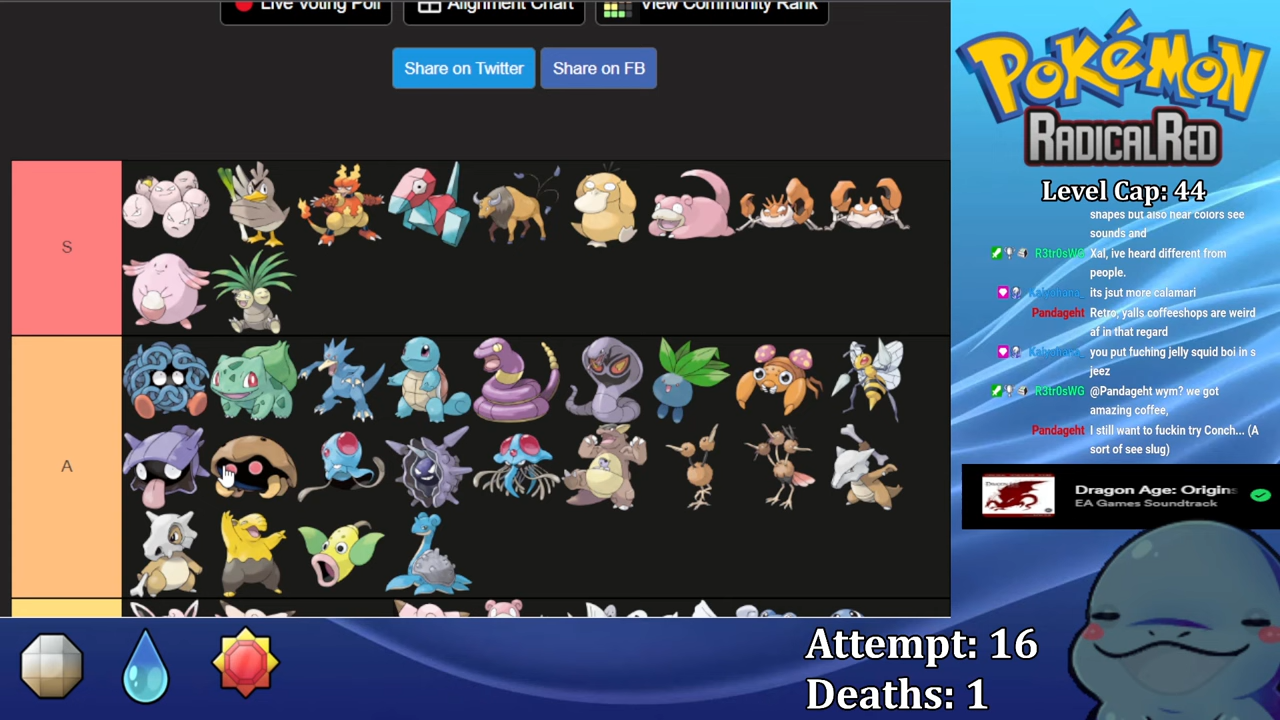 Live Voting Poll
Alignment Chart
View Community Rank
Share on Twitter
Share on FB
S
A
POKéMON
RADICALRED
Level Cap: 44
shapes but also hear colors see
sounds and
R3tr0sWG Xal, ive heard different from
people.
its jsut more calamari
Pandageht Retro, yalls coffeeshops are weird
af in that regard
you put fuching jelly squid boi in s
jeez
R3tr0sWG @Pandageht wym? we got
amazing coffee,
Pandageht I still want to fuckin try Conch... (A
sort of see slug)
Dragon Age: Origins
EA Games Soundtrack
Attempt: 16
Deaths: 1